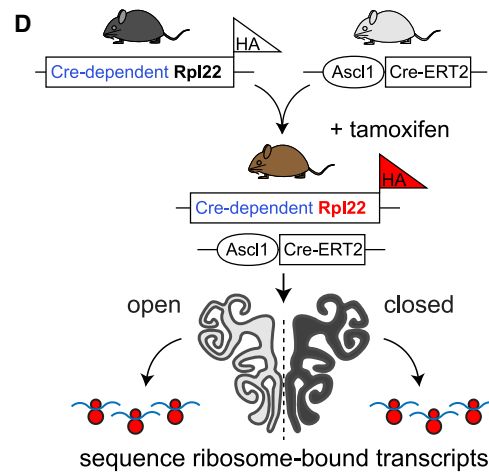 D
HA
Cre-dependent Rpl22
Ascl1 Cre-ERT2
+ tamoxifen
HA
Cre-dependent Rpl22
Ascl1 Cre-ERT2
open closed
sequence ribosome-bound transcripts